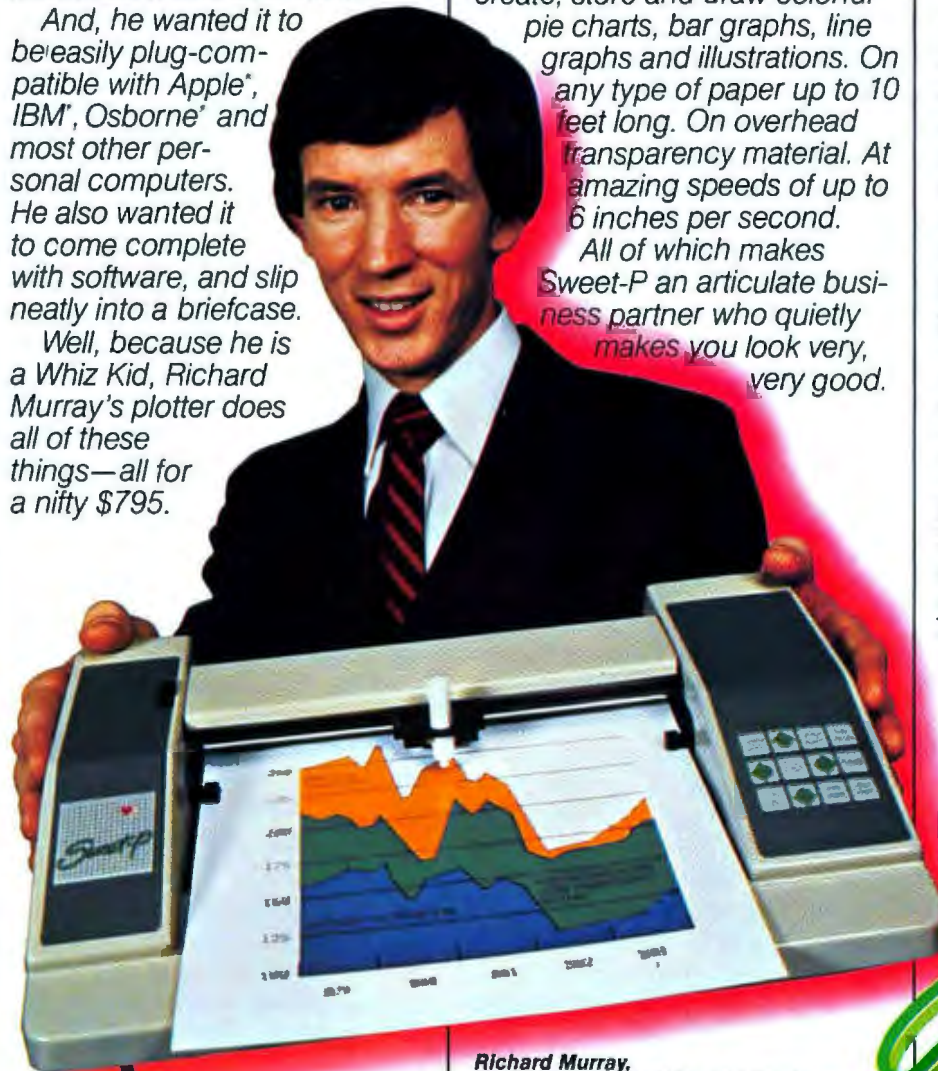 And, he wanted it to
be easily plug-com-
patible with Apple*,
IBM*, Osborne* and
most other per-
sonal computers.
He also wanted it
to come complete
with software, and slip
neatly into a briefcase.
Well, because he is
a Whiz Kid, Richard
Murray's plotter does
all of these
things—all for
a nifty $795.
pie charts, bar graphs, line
graphs and illustrations. On
any type of paper up to 10
feet long. On overhead
transparency material. At
amazing speeds of up to
6 inches per second.
All of which makes
Sweet-P an articulate busi-
ness partner who quietly
makes you look very,
very good.
Sweet-P
175
125
1979
1981
Richard Murray,